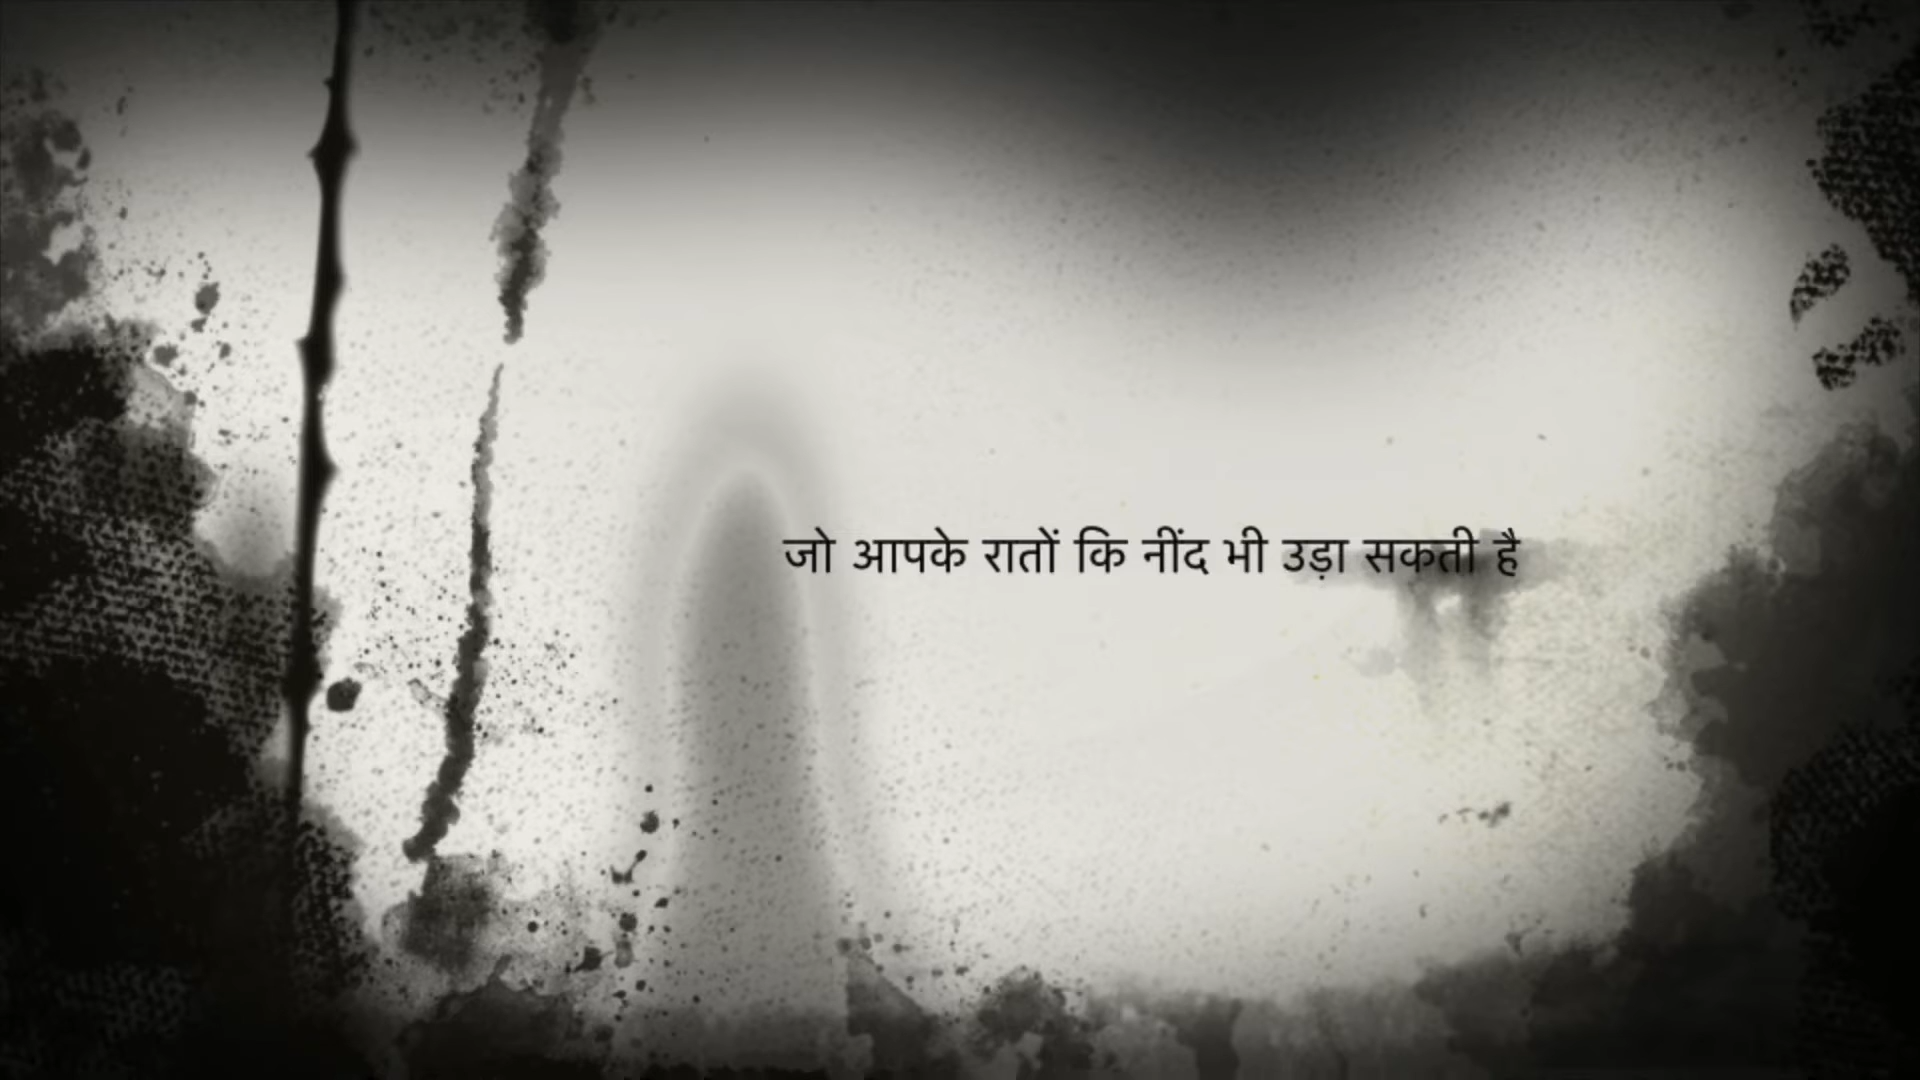 जो आपके रातों कि नींद भी उड़ा सकती है